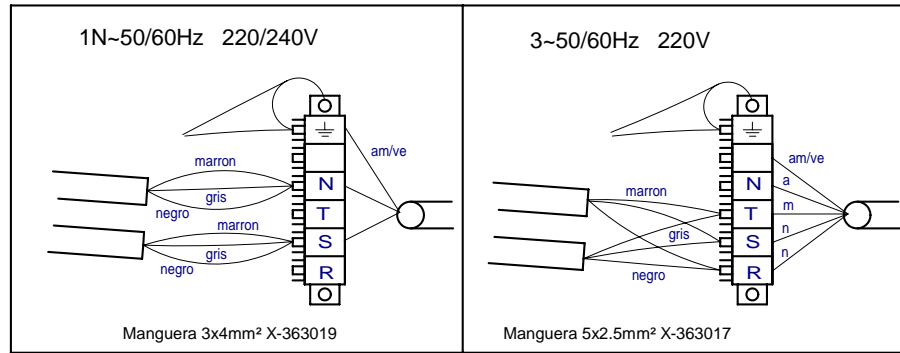 1N~50/60Hz 220/240V
am/ve
marron
N
gris
negro
T
marron
S
gris
negro
R
Manguera 3x4mm² X-363019
3~50/60Hz 220V
am/ve
marron
N
a
T
m
gris
S
n
negro
R
n
Manguera 5x2.5mm² X-363017